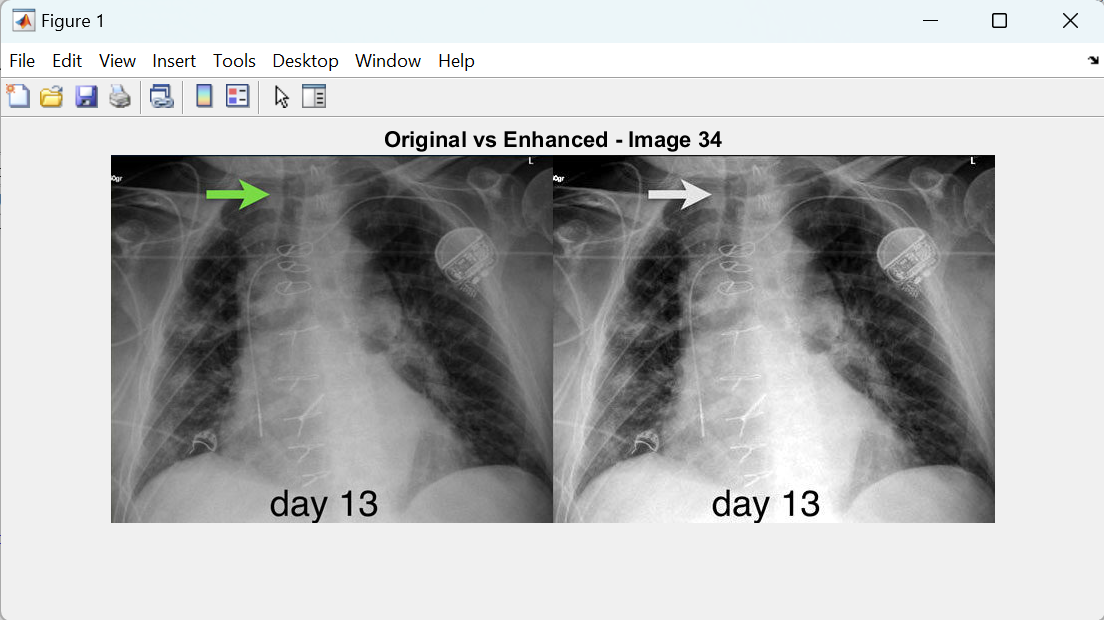 Figure 1
File Edit View Insert Tools Desktop Window Help
Original vs Enhanced - Image 34
L L
day 13 day 13